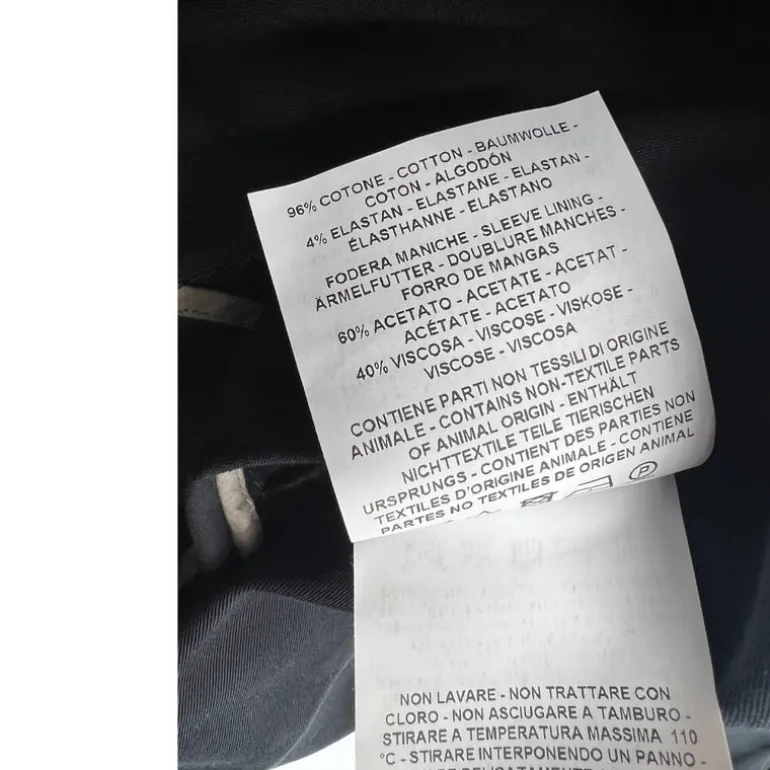 96% COTONE - COTTON - BAUMWOLLE -
COTON - ALGODÓN
4% ELASTAN - ELASTANE - ELASTAN -
ÉLASTHANNE - ELASTANO
FODERA MANICHE - SLEEVE LINING -
ÄRMELFUTTER - DOUBLURE MANCHES -
FORRO DE MANGAS
60% ACETATO - ACETATE - ACETAT -
ACÉTATE - ACETATO
40% VISCOSA - VISCOSE - VISKOSE -
VISCOSE - VISCOSA
CONTIENE PARTI NON TESSILI DI ORIGINE
ANIMALE - CONTAINS NON-TEXTILE PARTS
OF ANIMAL ORIGIN - ENTHÄLT
NICHTTEXTILE TEILE TIERISCHEN
URSPRUNGS - CONTIENT DES PARTIES NON
TEXTILES D'ORIGINE ANIMALE - CONTIENE
PARTES NO TEXTILES DE ORIGEN ANIMAL
P
NON LAVARE - NON TRATTARE CON
CLORO - NON ASCIUGARE A TAMBURO -
STIRARE A TEMPERATURA MASSIMA 110
°C - STIRARE INTERPONENDO UN PANNO -